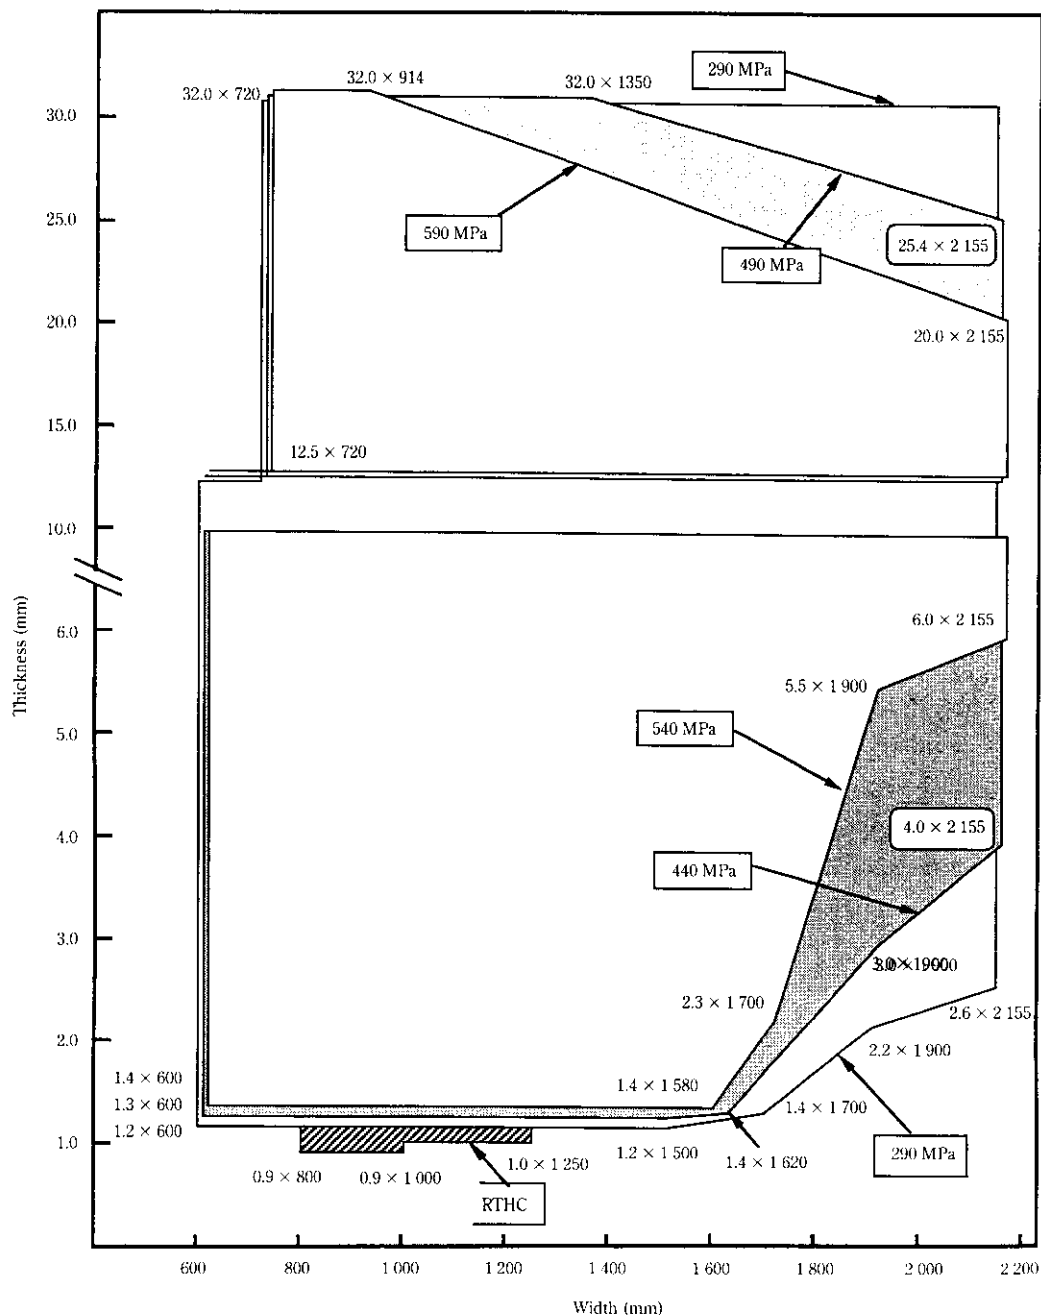 290 MPa
32.0 × 914
32.0 × 1350
32.0 × 720
30.0
590 MPa
25.0
25.4 × 2 155
490 MPa
20.0
20.0 × 2 155
15.0
12.5 × 720
10.0
6.0 × 2 155
6.0
5.5 × 1 900
540 MPa
5.0
Thickness (mm)
4.0
4.0 × 2 155
440 MPa
3.0
3.0 × 1 900
2.3 × 1 700
2.6 × 2 155
2.0
2.2 × 1 900
1.4 × 600
1.4 × 1 580
1.3 × 600
1.4 × 1 700
1.2 × 600
1.0
1.2 × 1 500
1.4 × 1 620
290 MPa
1.0 × 1 250
0.9 × 800
0.9 × 1 000
RTHC
600
800
1 000
1 200
1 400
1 600
1 800
2 000
2 200
Width (mm)